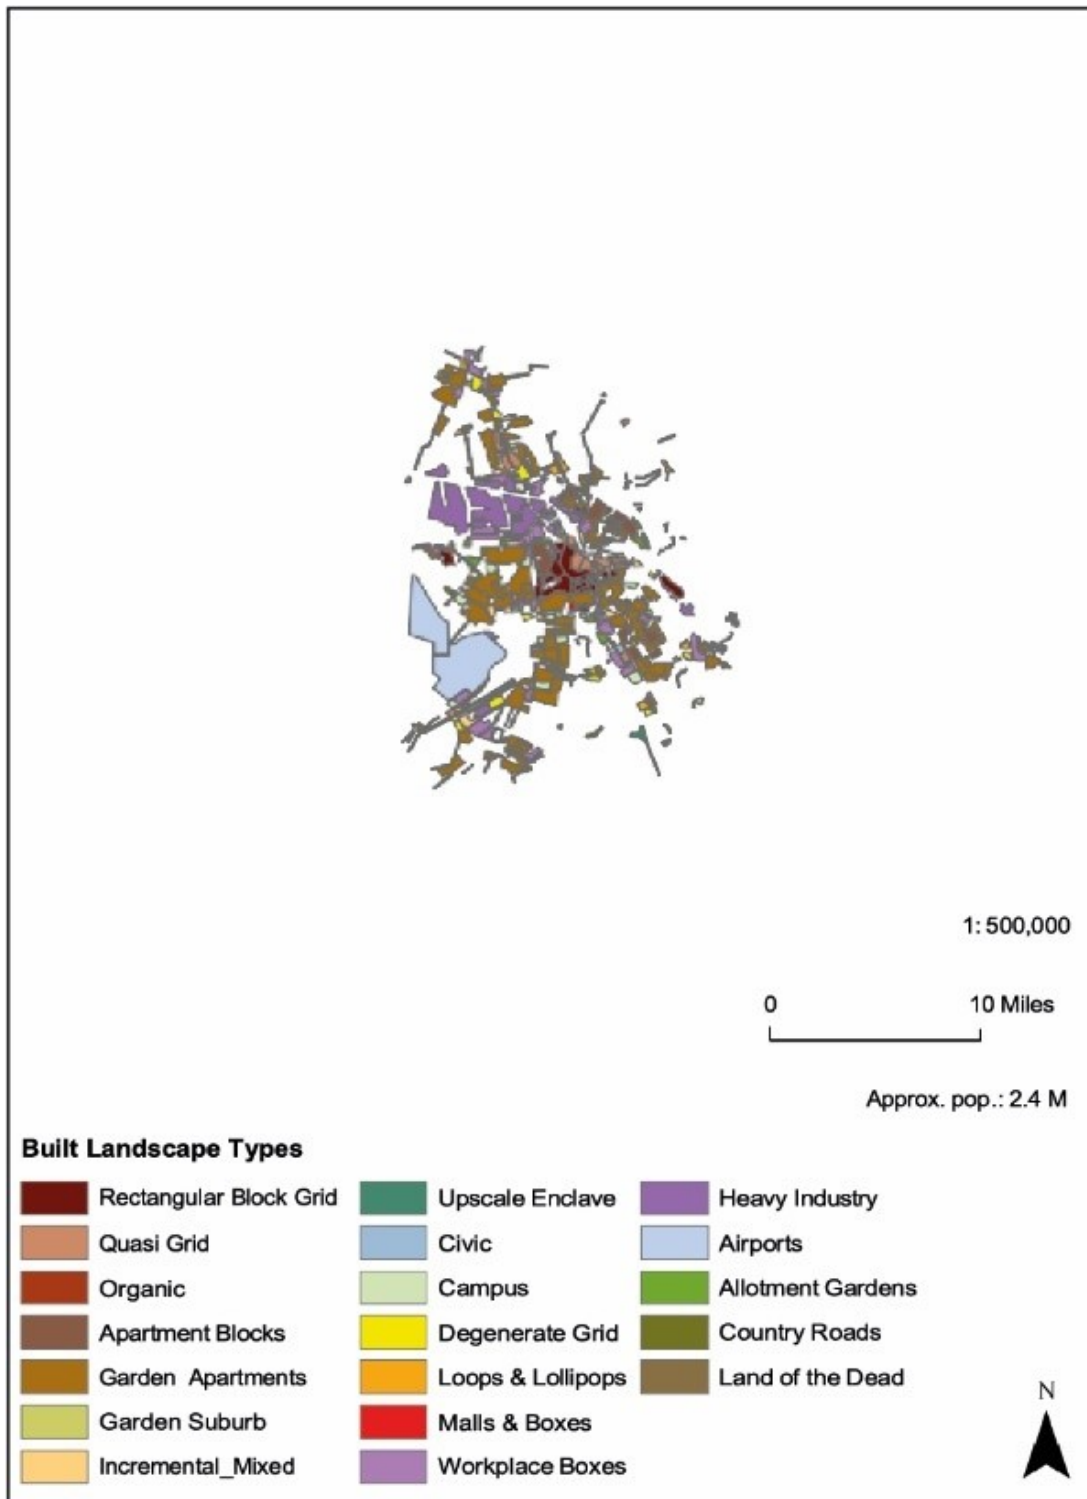 1: 500,000
0 10 Miles
Approx. pop.: 2.4 M
Built Landscape Types
Rectangular Block Grid
Quasi Grid
Organic
Apartment Blocks
Garden Apartments
Garden Suburb
Incremental_Mixed
Upscale Enclave
Civic
Campus
Degenerate Grid
Loops & Lollipops
Malls & Boxes
Workplace Boxes
Heavy Industry
Airports
Allotment Gardens
Country Roads
Land of the Dead
N